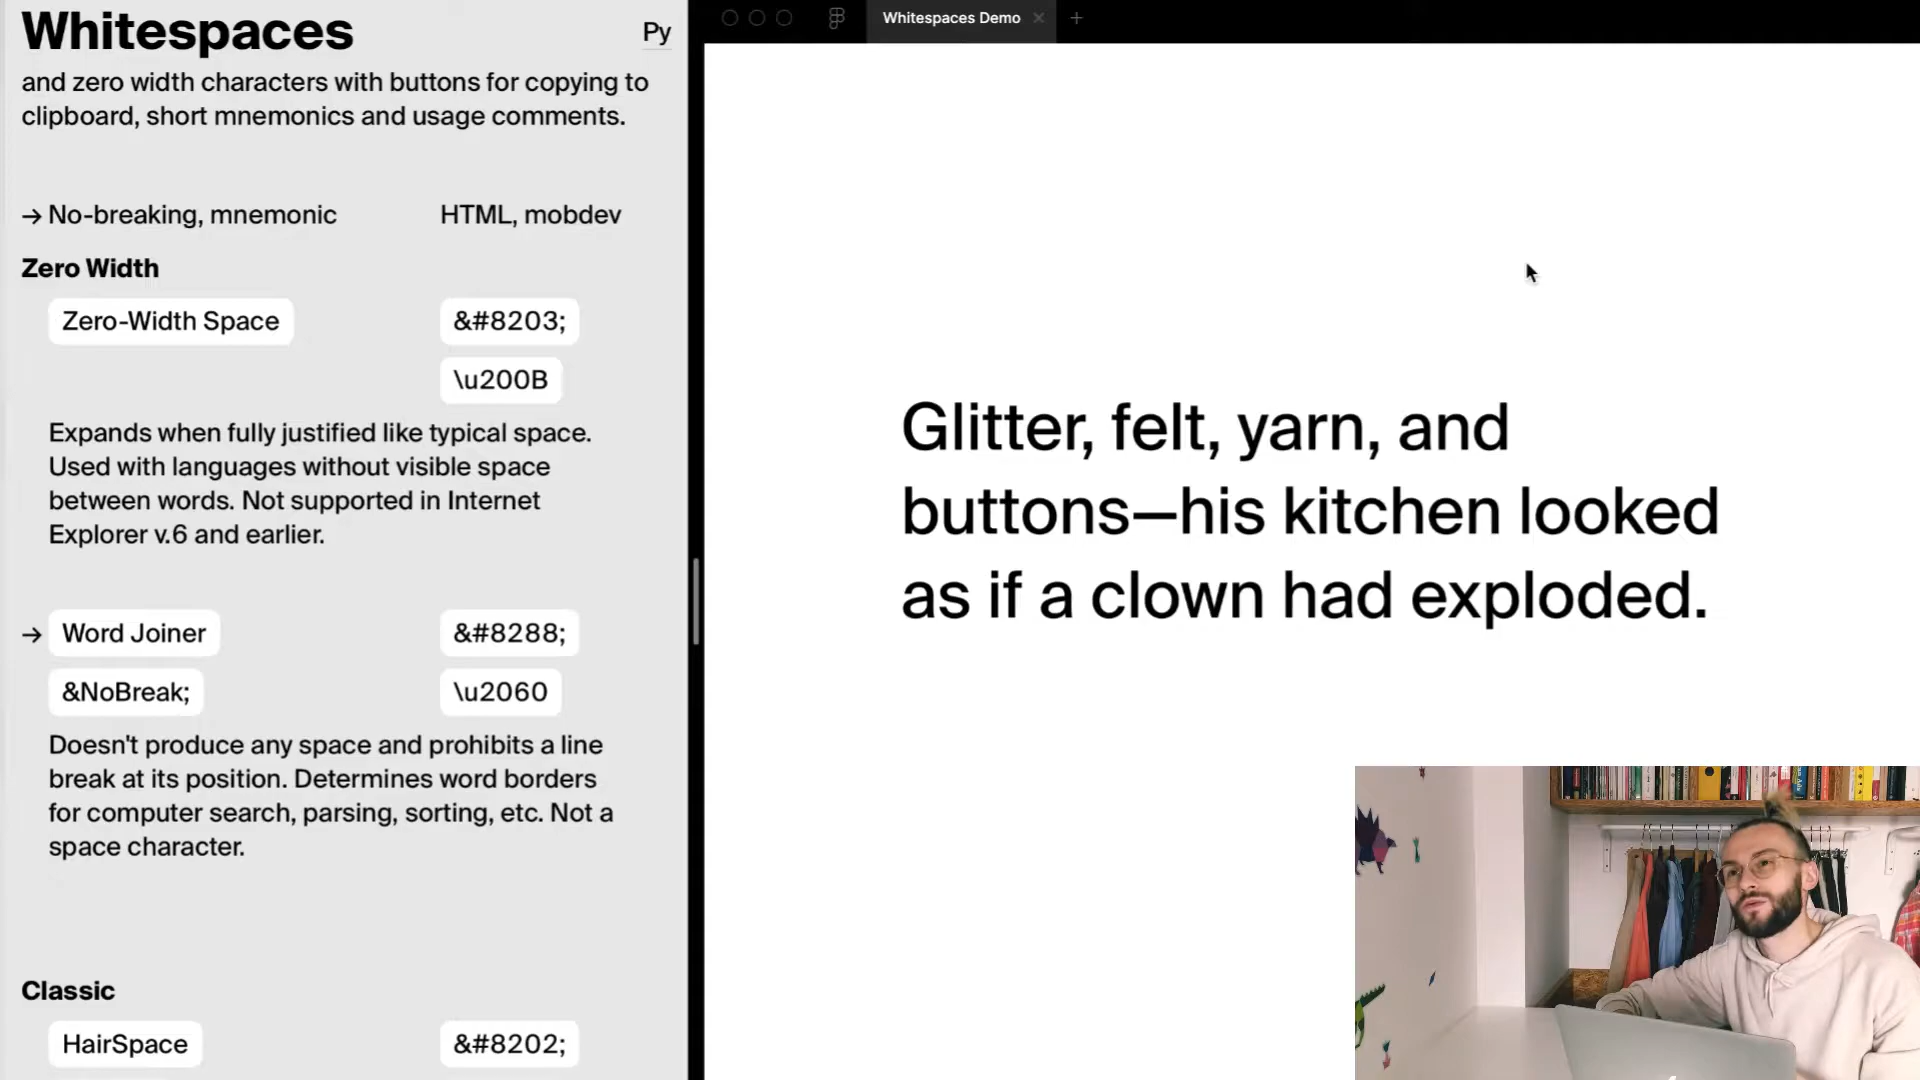 Whitespaces
Py
and zero width characters with buttons for copying to
clipboard, short mnemonics and usage comments.
→ No-breaking, mnemonic
HTML, mobdev
Zero Width
Zero-Width Space
&#8203;
\u200B
Expands when fully justified like typical space.
Used with languages without visible space
between words. Not supported in Internet
Explorer v.6 and earlier.
→ Word Joiner
&#8288;
&NoBreak;
\u2060
Doesn't produce any space and prohibits a line
break at its position. Determines word borders
for computer search, parsing, sorting, etc. Not a
space character.
Classic
HairSpace
&#8202;
Whitespaces Demo
Glitter, felt, yarn, and
buttons—his kitchen looked
as if a clown had exploded.